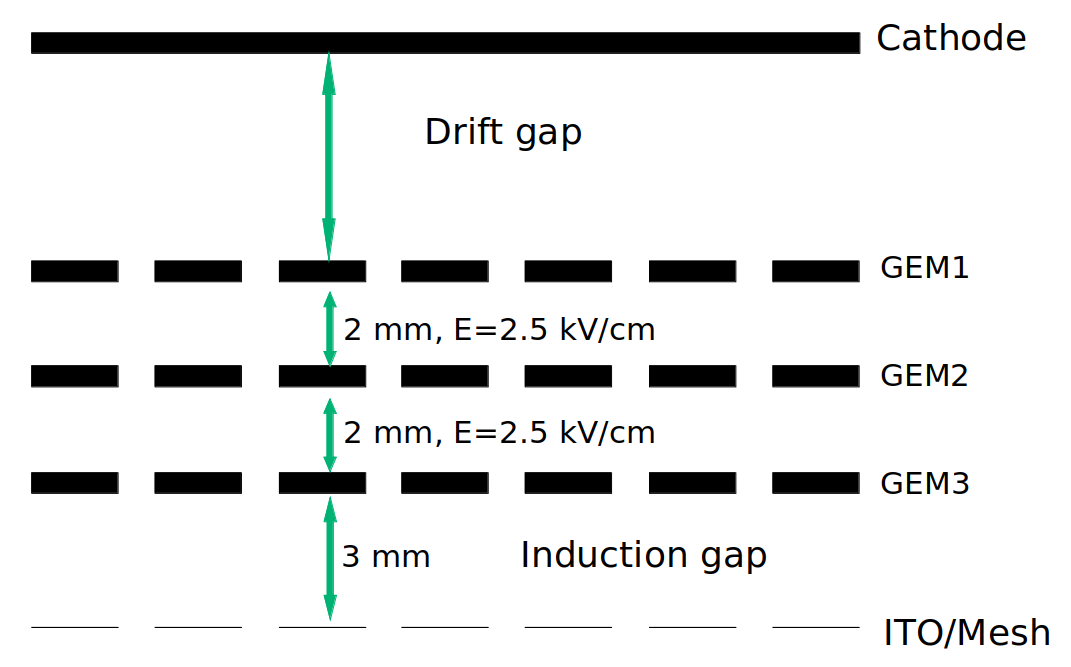 Cathode
Drift gap
GEM1
2 mm, E=2.5 kV/cm
GEM2
2 mm, E=2.5 kV/cm
GEM3
3 mm
Induction gap
ITO/Mesh